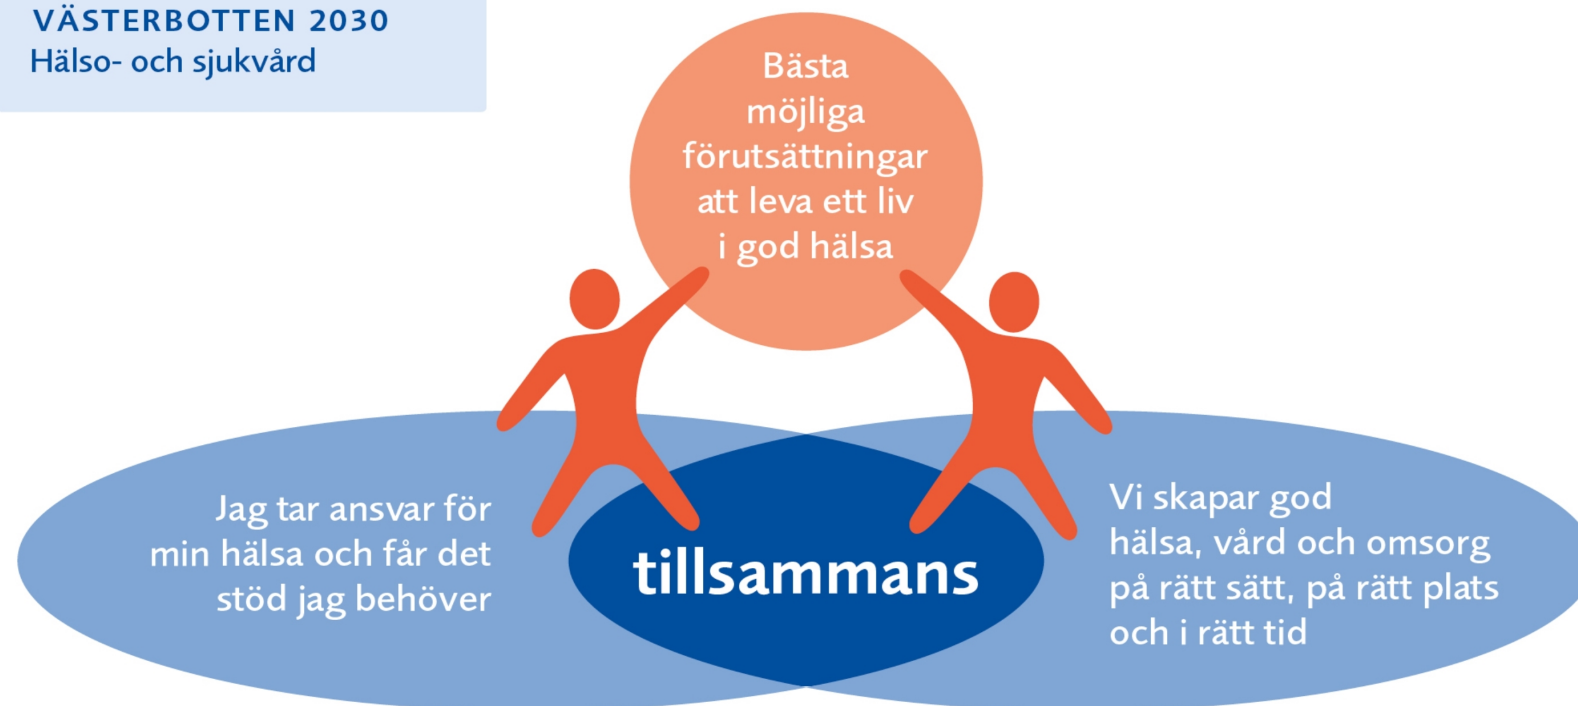 VÄSTERBOTTEN 2030
Hälso- och sjukvård
Bästa
möjliga
förutsättningar
att leva ett liv
i god hälsa
Jag tar ansvar för
min hälsa och får det
stöd jag behöver
tillsammans
Vi skapar god
hälsa, vård och omsorg
på rätt sätt, på rätt plats
och i rätt tid